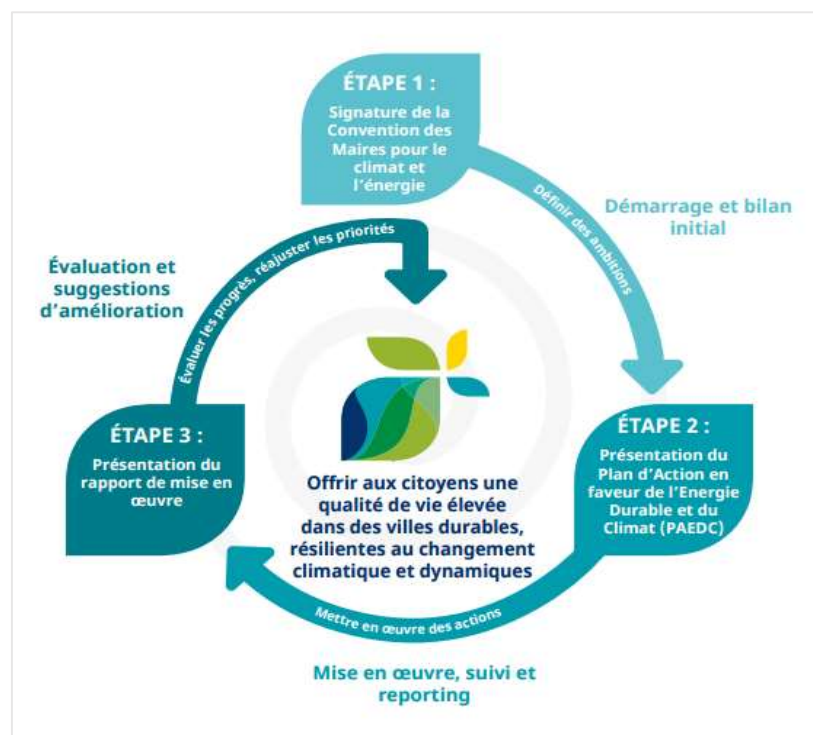 ÉTAPE 1 :
Signature de la
Convention des
Maires pour le
climat et
l'énergie
Définir des ambitions
Démarrage et bilan
initial
ÉTAPE 2 :
Présentation du
Plan d'Action en
faveur de l'Energie
Durable et du
Climat (PAEDC)
Mettre en œuvre des actions
Mise en œuvre, suivi et
reporting
ÉTAPE 3 :
Présentation du
rapport de mise en
œuvre
Évaluer les progrès, réajuster les priorités
Évaluation et
suggestions
d'amélioration
Offrir aux citoyens une
qualité de vie élevée
dans des villes durables,
résilientes au changement
climatique et dynamiques